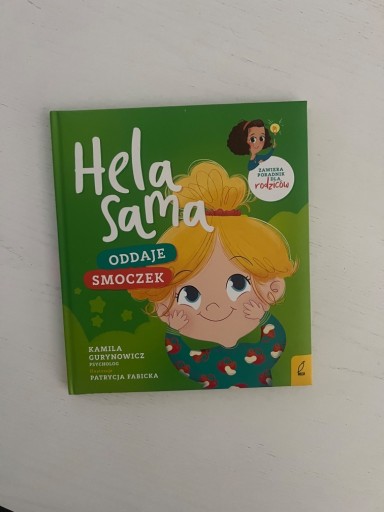 Hela
sama
ODDAJE
SMOCZEK
ZAWIERA
PORADNIK
DLA
rodziców
KAMILA
GURYNOWICZ
PSYCHOLOG
PATRYCJA FABICKA